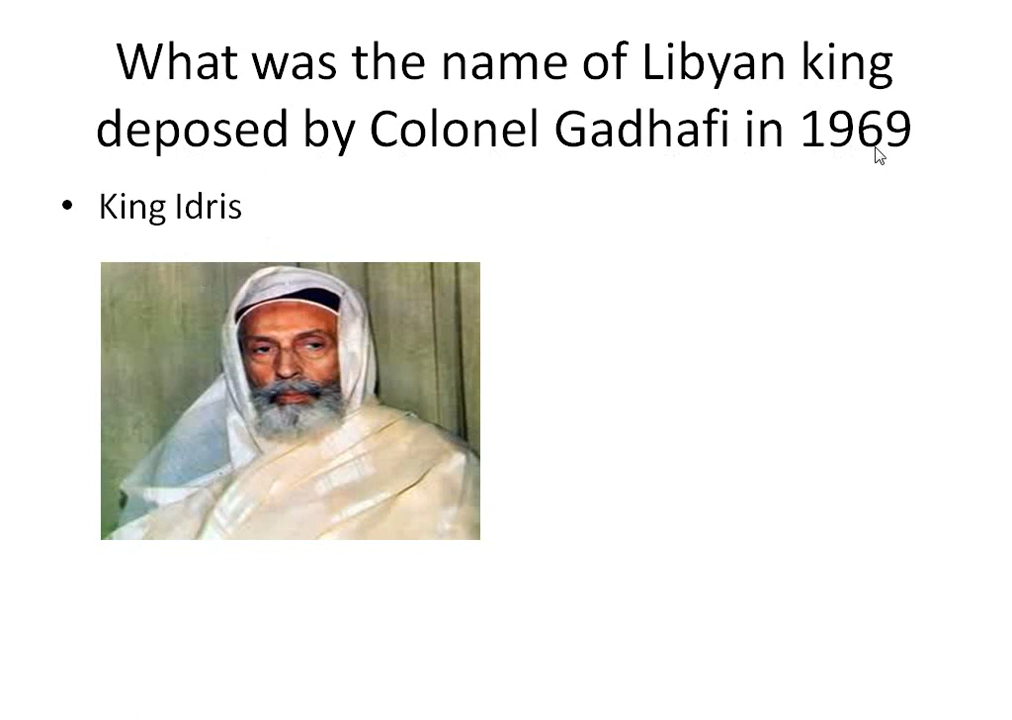 What was the name of Libyan king
deposed by Colonel Gadhafi in 1969
• King Idris